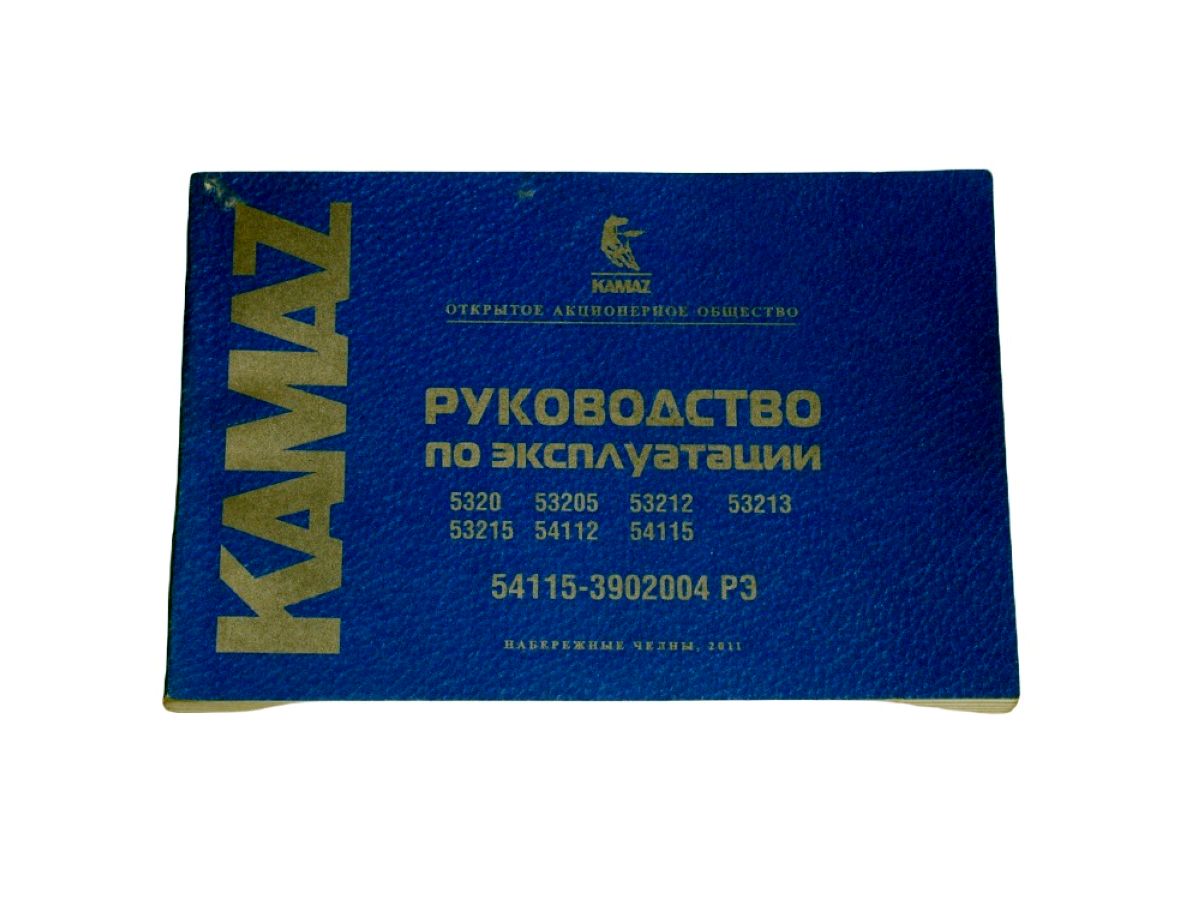 KAMAZ
KAMAZ
ОТКРЫТОЕ АКЦИОНЕРНОЕ ОБЩЕСТВО
РУКОВОДСТВО
ПО ЭКСПЛУАТАЦИИ
5320 53205 53212 53213
53215 54112 54115
54115-3902004 РЭ
НАБЕРЕЖНЫЕ ЧЕЛНЫ, 2011